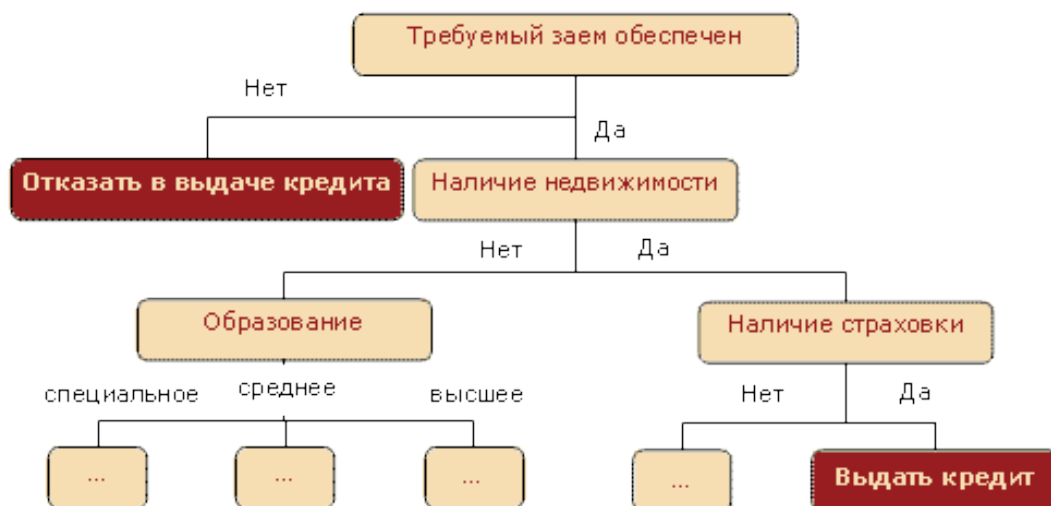 Требуемый заем обеспечен
Нет
Да
Отказать в выдаче кредита
Наличие недвижимости
Нет
Да
Образование
Наличие страховки
специальное
среднее
высшее
Нет
Да
...
...
...
...
Выдать кредит